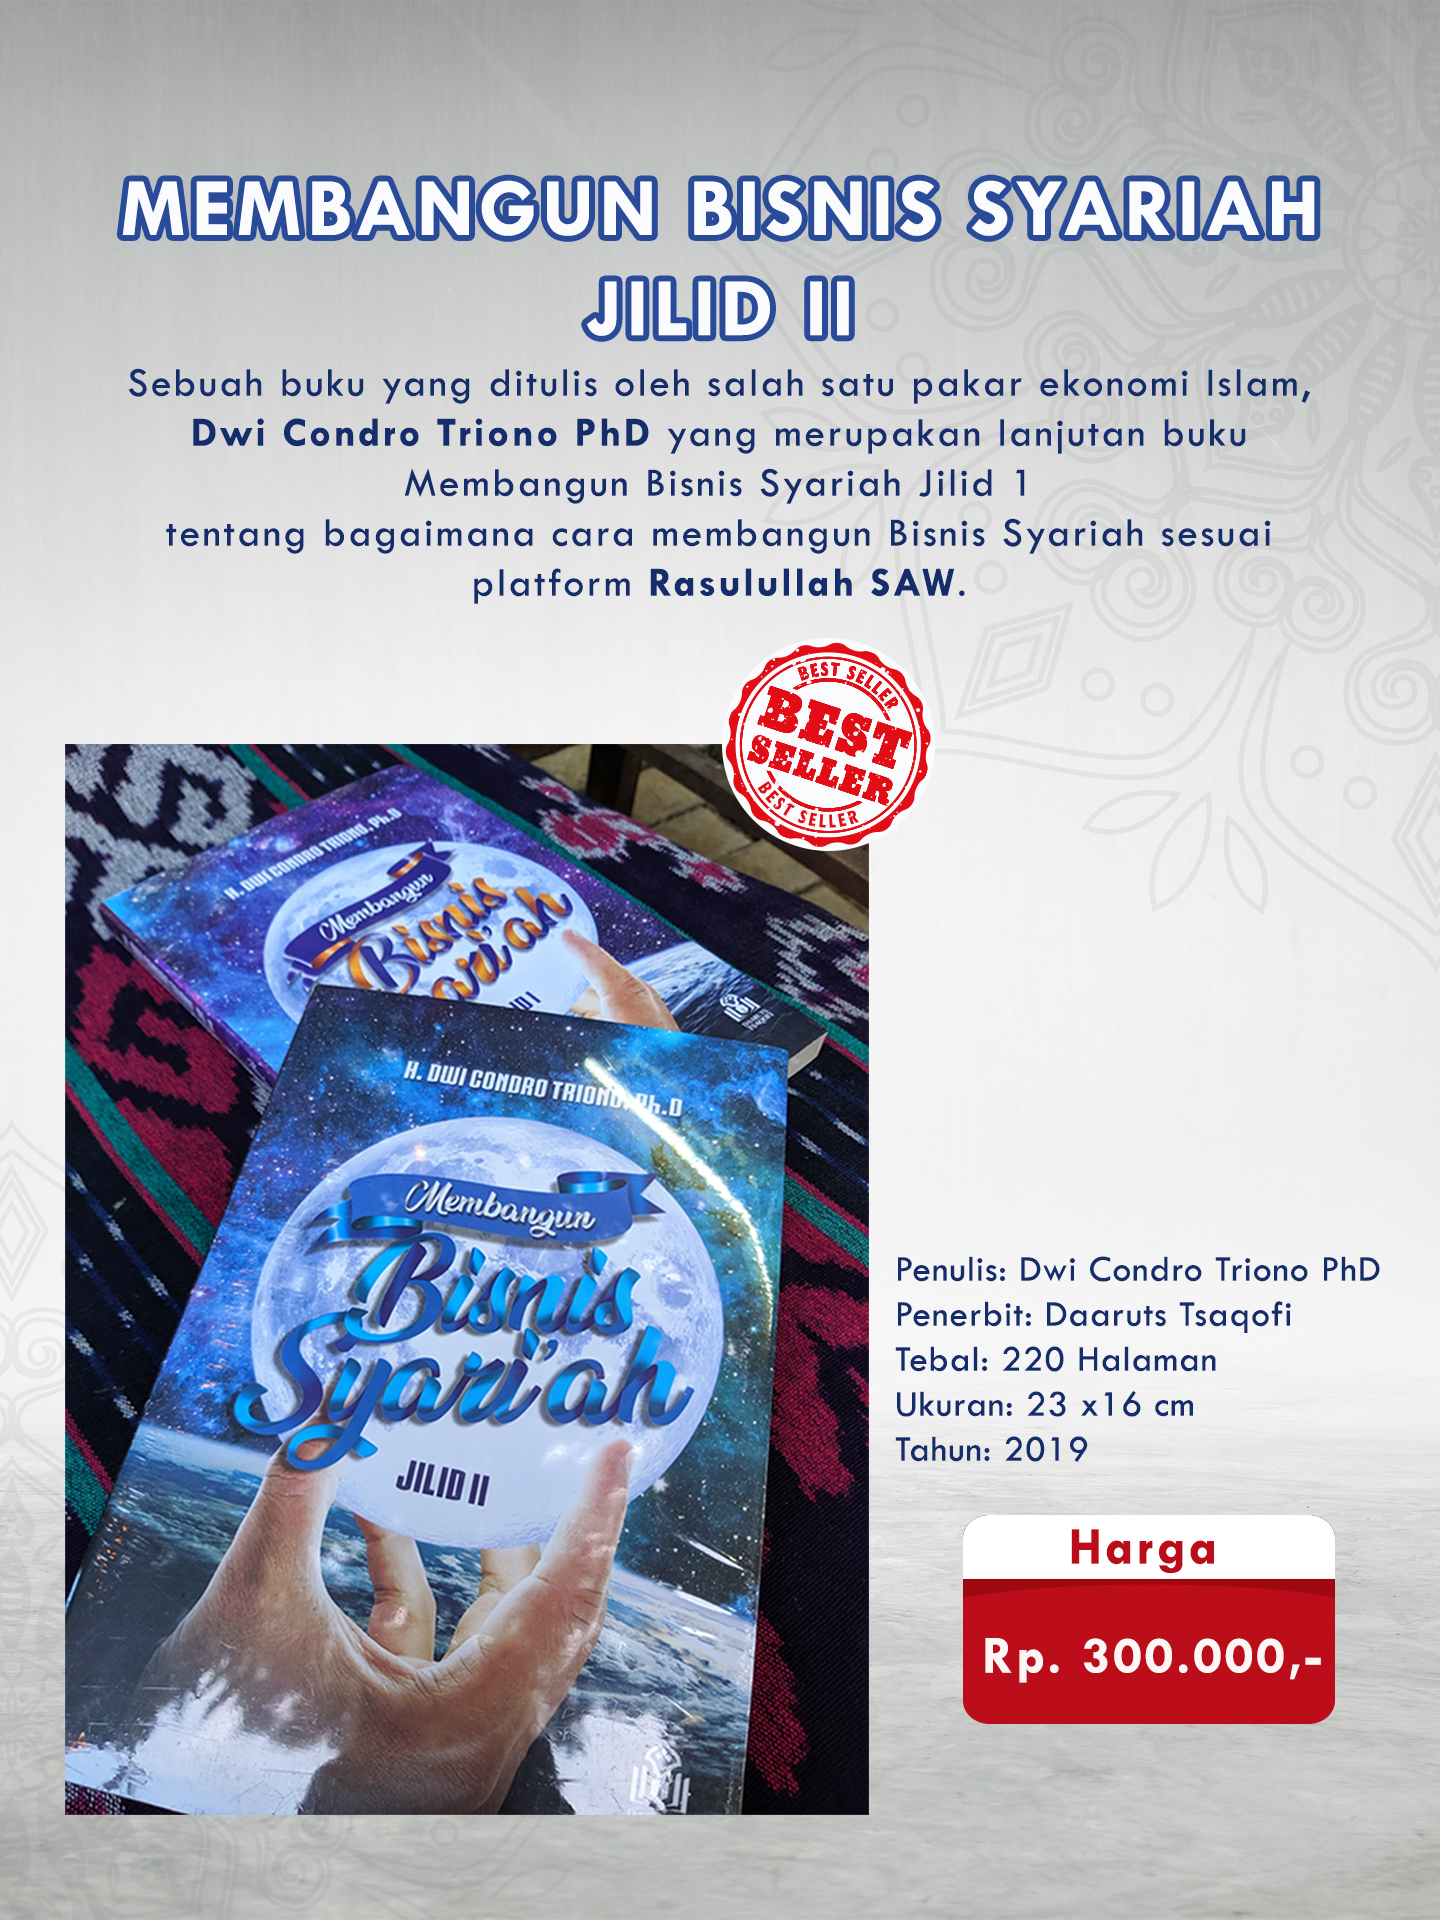 MEMBANGUN BISNIS SYARIAH
JILID II
Sebuah buku yang ditulis oleh salah satu pakar ekonomi Islam,
Dwi Condro Triono PhD yang merupakan lanjutan buku
Membangun Bisnis Syariah Jilid 1
tentang bagaimana cara membangun Bisnis Syariah sesuai
platform Rasulullah SAW.
BEST SELLER
BEST
SELLER
BEST SELLER
H. DWI CONDRO TRIONO, Ph.D
Membangun
Bisnis
H. DWI CONDRO TRIONO, Ph.D
Membangun
Bisnis
Syari'ah
JILID II
Penulis: Dwi Condro Triono PhD
Penerbit: Daaruts Tsaqofi
Tebal: 220 Halaman
Ukuran: 23 x16 cm
Tahun: 2019
Harga
Rp. 300.000,-